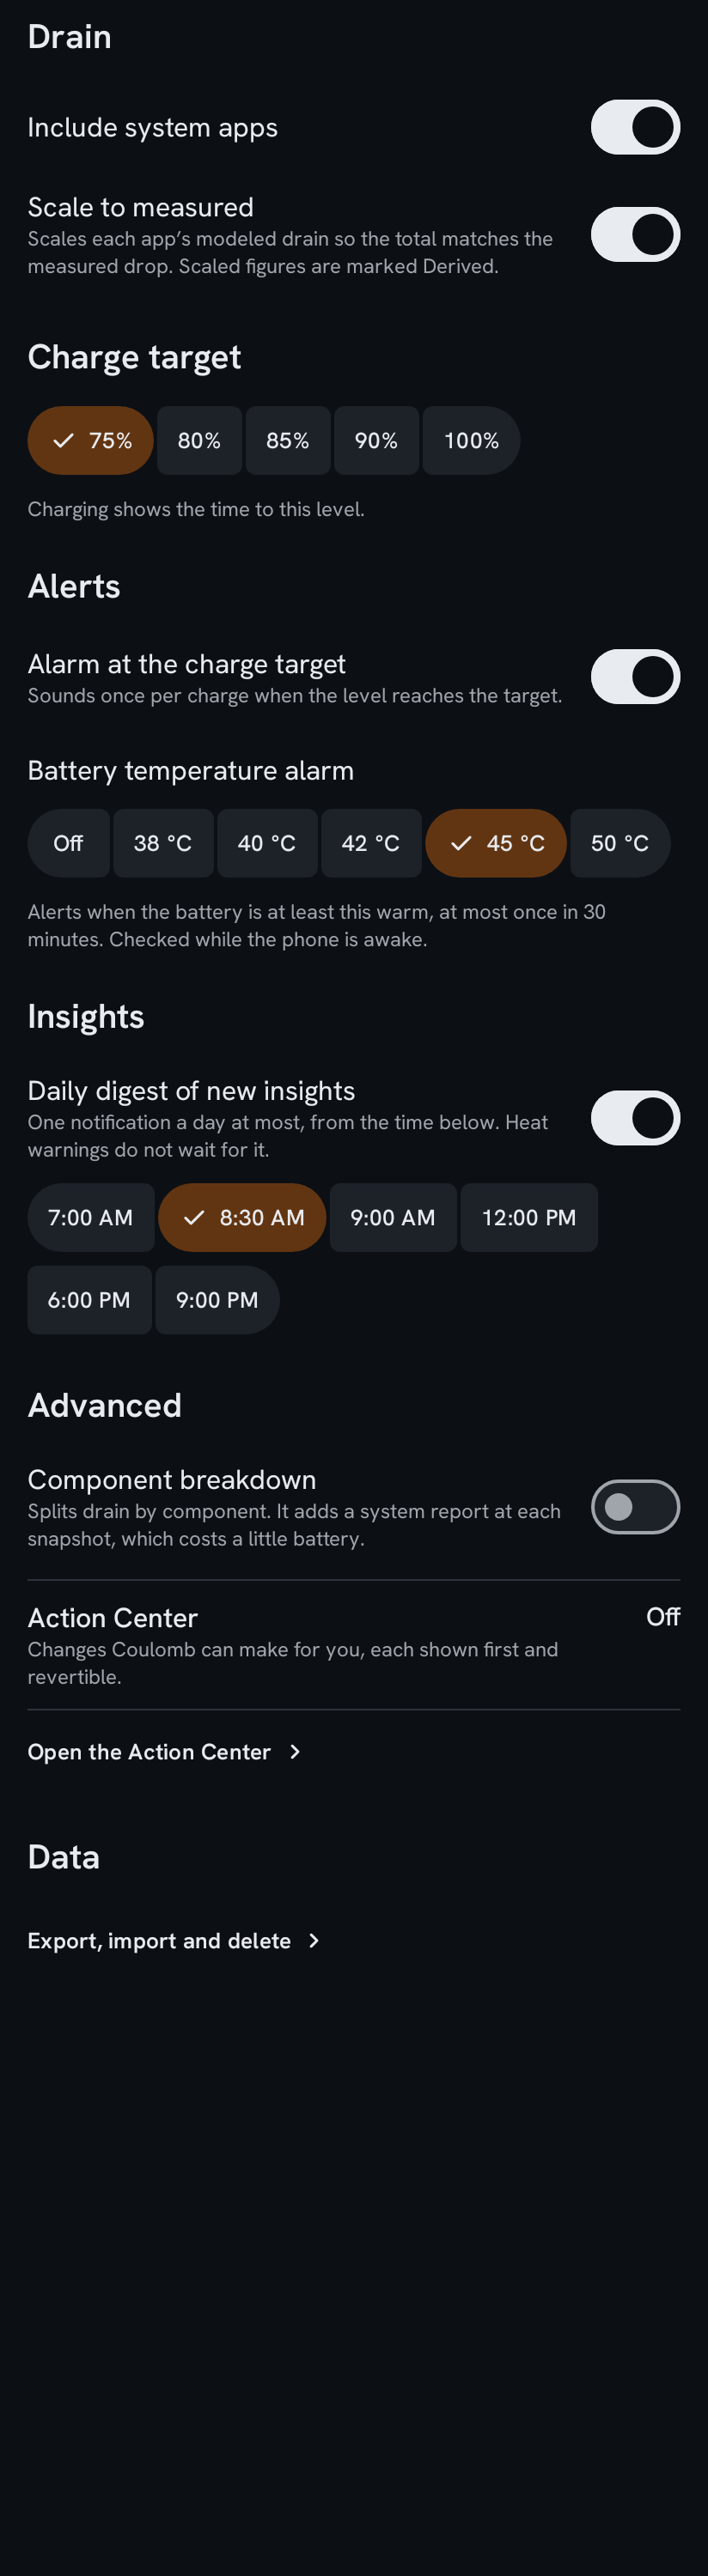 Drain
Include system apps
Scale to measured
Scales each app’s modeled drain so the total matches the
measured drop. Scaled figures are marked Derived.
Charge target
75% 80% 85% 90% 100%
Charging shows the time to this level.
Alerts
Alarm at the charge target
Sounds once per charge when the level reaches the target.
Battery temperature alarm
Off 38 °C 40 °C 42 °C 45 °C 50 °C
Alerts when the battery is at least this warm, at most once in 30
minutes. Checked while the phone is awake.
Insights
Daily digest of new insights
One notification a day at most, from the time below. Heat
warnings do not wait for it.
7:00 AM 8:30 AM 9:00 AM 12:00 PM
6:00 PM 9:00 PM
Advanced
Component breakdown
Splits drain by component. It adds a system report at each
snapshot, which costs a little battery.
Action Center Off
Changes Coulomb can make for you, each shown first and
revertible.
Open the Action Center
Data
Export, import and delete